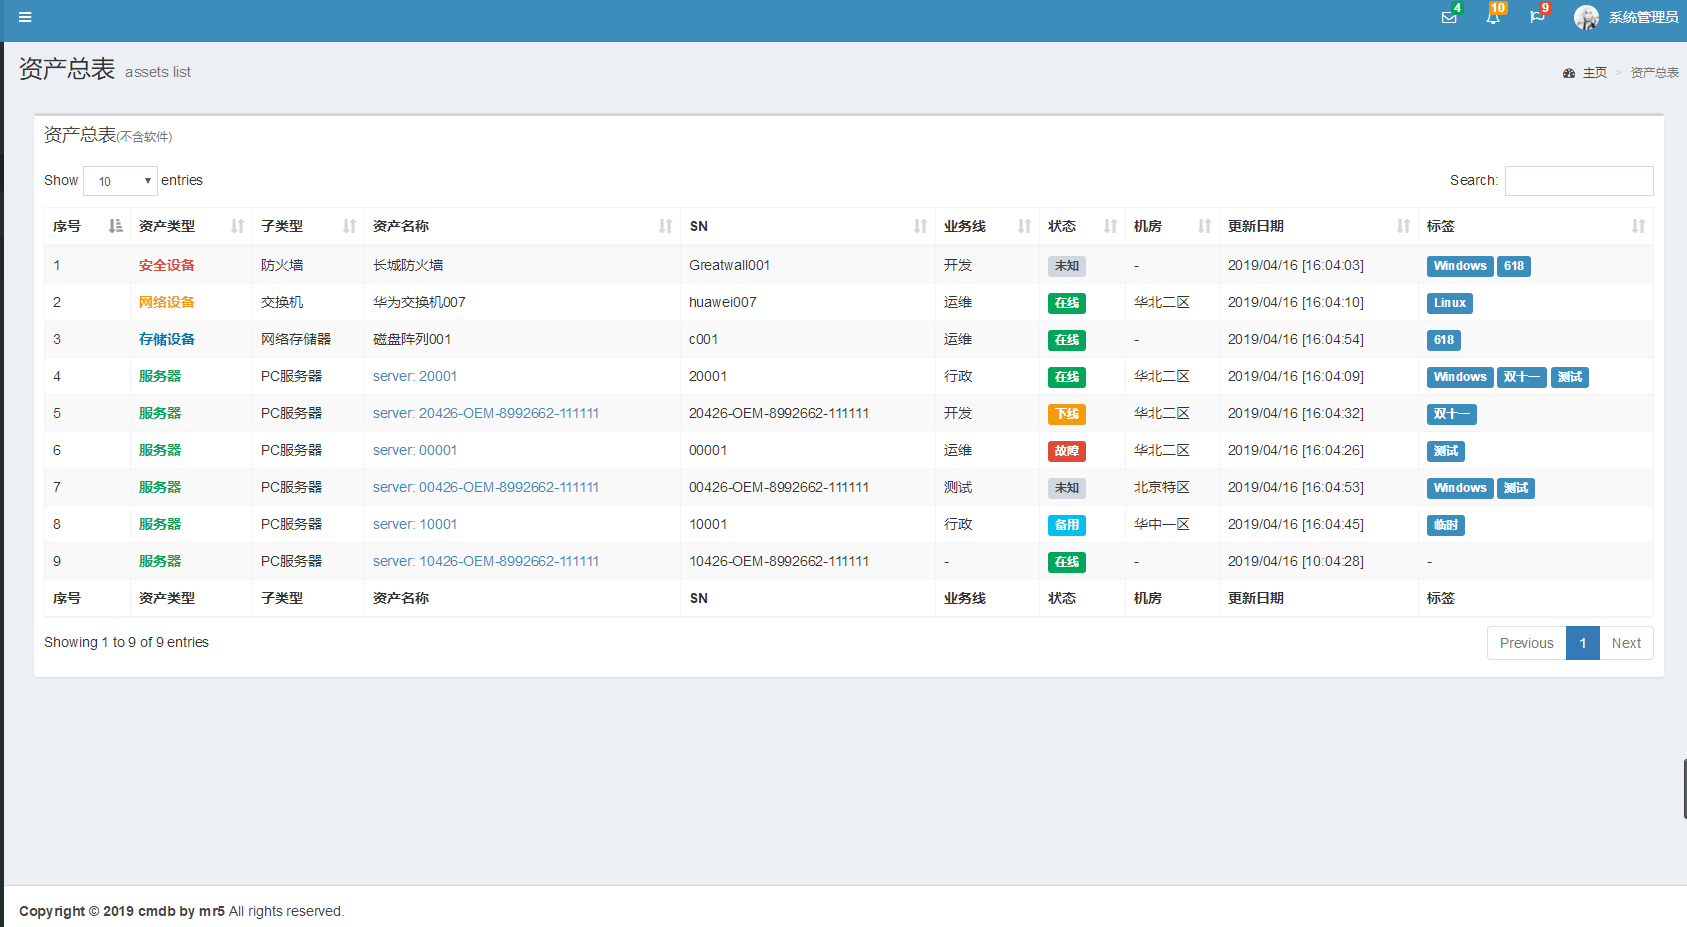 4 10 9 系统管理员
资产总表 assets list
主页 > 资产总表
资产总表(不含软件)
Show 10 entries Search:
序号 资产类型 子类型 资产名称 SN 业务线 状态 机房 更新日期 标签
1 安全设备 防火墙 长城防火墙 Greatwall001 开发 未知 - 2019/04/16 [16:04:03] Windows 618
2 网络设备 交换机 华为交换机007 huawei007 运维 在线 华北二区 2019/04/16 [16:04:10] Linux
3 存储设备 网络存储器 磁盘阵列001 c001 运维 在线 - 2019/04/16 [16:04:54] 618
4 服务器 PC服务器 server: 20001 20001 行政 在线 华北二区 2019/04/16 [16:04:09] Windows 双十一 测试
5 服务器 PC服务器 server: 20426-OEM-8992662-111111 20426-OEM-8992662-111111 开发 下线 华北二区 2019/04/16 [16:04:32] 双十一
6 服务器 PC服务器 server: 00001 00001 运维 故障 华北二区 2019/04/16 [16:04:26] 测试
7 服务器 PC服务器 server: 00426-OEM-8992662-111111 00426-OEM-8992662-111111 测试 未知 北京特区 2019/04/16 [16:04:53] Windows 测试
8 服务器 PC服务器 server: 10001 10001 行政 备用 华中一区 2019/04/16 [16:04:45] 临时
9 服务器 PC服务器 server: 10426-OEM-8992662-111111 10426-OEM-8992662-111111 - 在线 - 2019/04/16 [10:04:28] -
序号 资产类型 子类型 资产名称 SN 业务线 状态 机房 更新日期 标签
Showing 1 to 9 of 9 entries Previous 1 Next
Copyright © 2019 cmdb by mr5 All rights reserved.